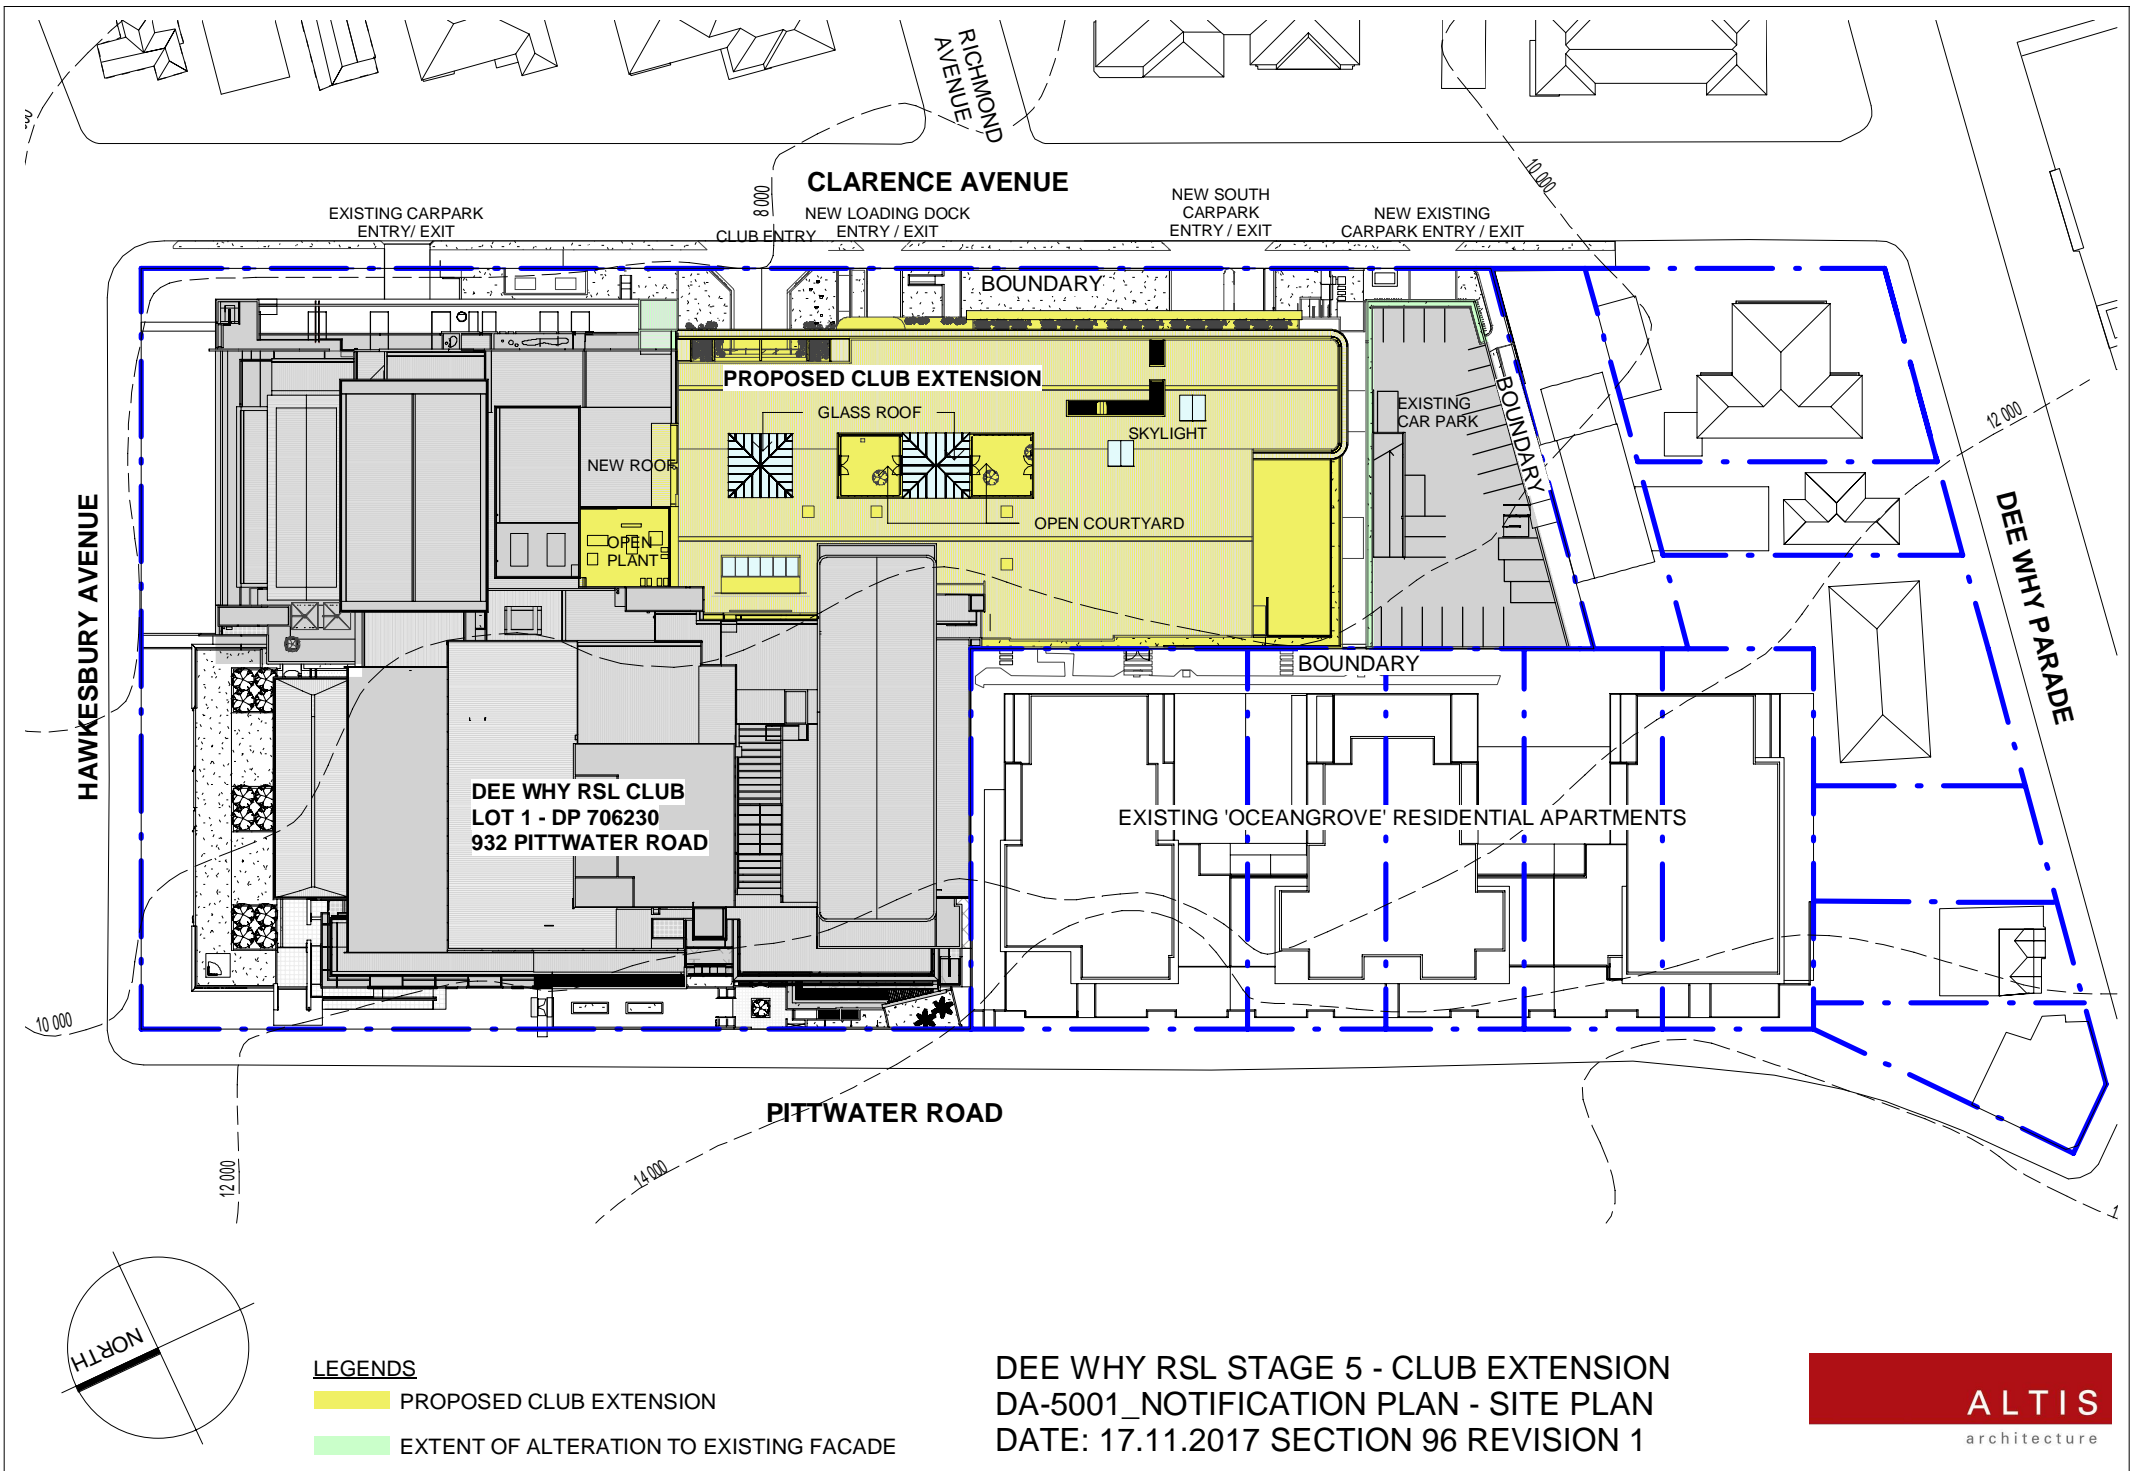 RICHMOND
AVENUE
CLARENCE AVENUE
10 000
8 000
EXISTING CARPARK
ENTRY/ EXIT
CLUB ENTRY
NEW LOADING DOCK
ENTRY / EXIT
NEW SOUTH
CARPARK
ENTRY / EXIT
NEW EXISTING
CARPARK ENTRY / EXIT
BOUNDARY
PROPOSED CLUB EXTENSION
GLASS ROOF
SKYLIGHT
EXISTING
CAR PARK
BOUNDARY
12 000
NEW ROOF
OPEN COURTYARD
OPEN
PLANT
HAWKESBURY AVENUE
DEE WHY PARADE
BOUNDARY
DEE WHY RSL CLUB
LOT 1 - DP 706230
932 PITTWATER ROAD
EXISTING 'OCEANGROVE' RESIDENTIAL APARTMENTS
10 000
PITTWATER ROAD
12 000
14 000
NORTH
LEGENDS
PROPOSED CLUB EXTENSION
EXTENT OF ALTERATION TO EXISTING FACADE
DEE WHY RSL STAGE 5 - CLUB EXTENSION
DA-5001_NOTIFICATION PLAN - SITE PLAN
DATE: 17.11.2017 SECTION 96 REVISION 1
ALTIS
architecture